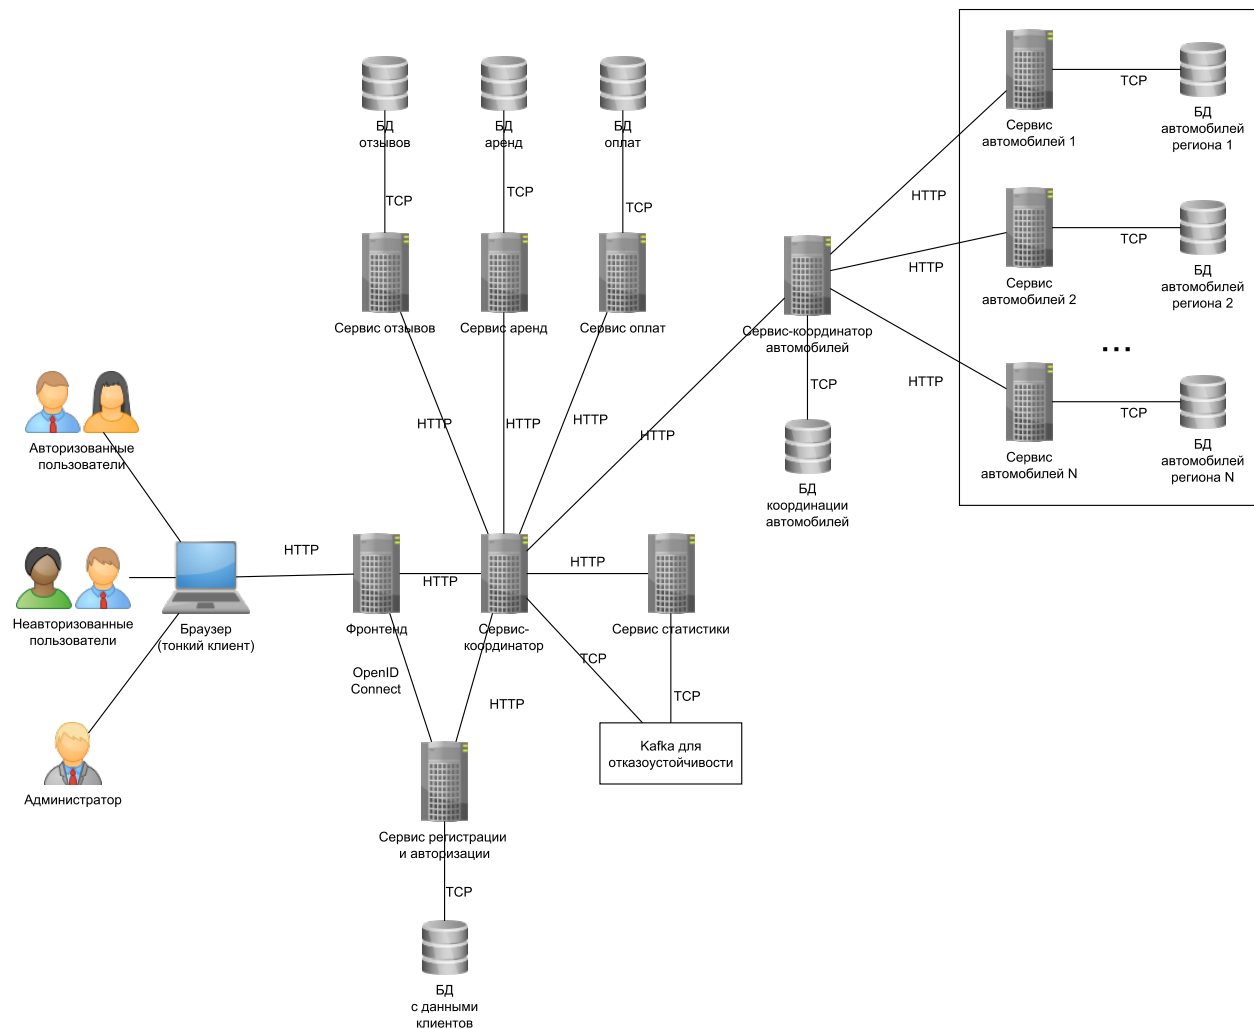 БД
отзывов
БД
аренд
БД
оплат
TCP
TCP
TCP
Сервис отзывов
Сервис аренд
Сервис оплат
HTTP
HTTP
HTTP
HTTP
Сервис
автомобилей 1
TCP
БД
автомобилей
региона 1
HTTP
Сервис
автомобилей 2
TCP
БД
автомобилей
региона 2
HTTP
...
Сервис-координатор
автомобилей
HTTP
Сервис
автомобилей N
TCP
БД
автомобилей
региона N
TCP
БД
координации
автомобилей
Авторизованные
пользователи
Неавторизованные
пользователи
Администратор
Браузер
(тонкий клиент)
HTTP
Фронтенд
HTTP
Сервис-
координатор
HTTP
Сервис статистики
OpenID
Connect
HTTP
TCP
TCP
Kafka для
отказоустойчивости
Сервис регистрации
и авторизации
TCP
БД
с данными
клиентов